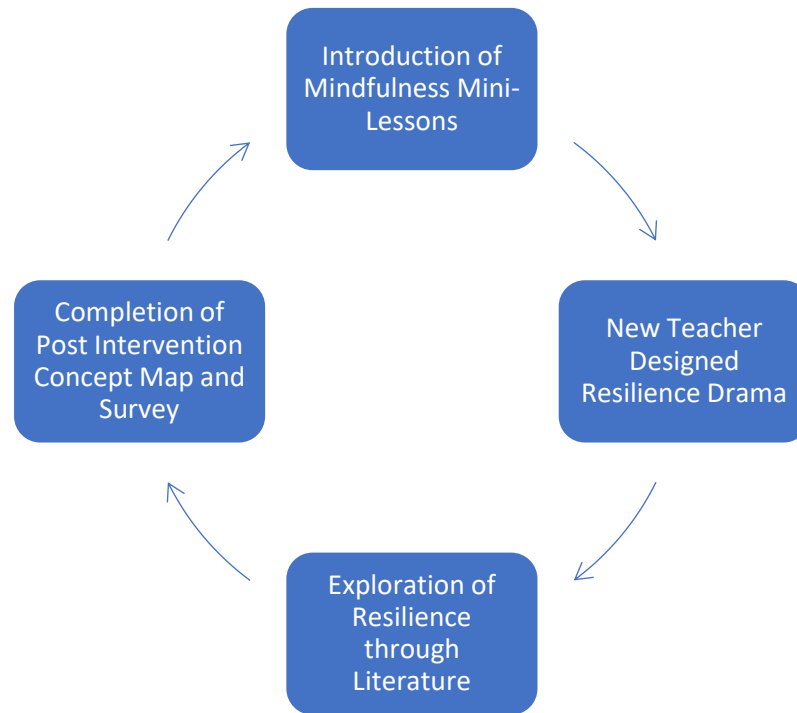 Introduction of
Mindfulness Mini-
Lessons
New Teacher
Designed
Resilience Drama
Exploration of
Resilience
through
Literature
Completion of
Post Intervention
Concept Map and
Survey